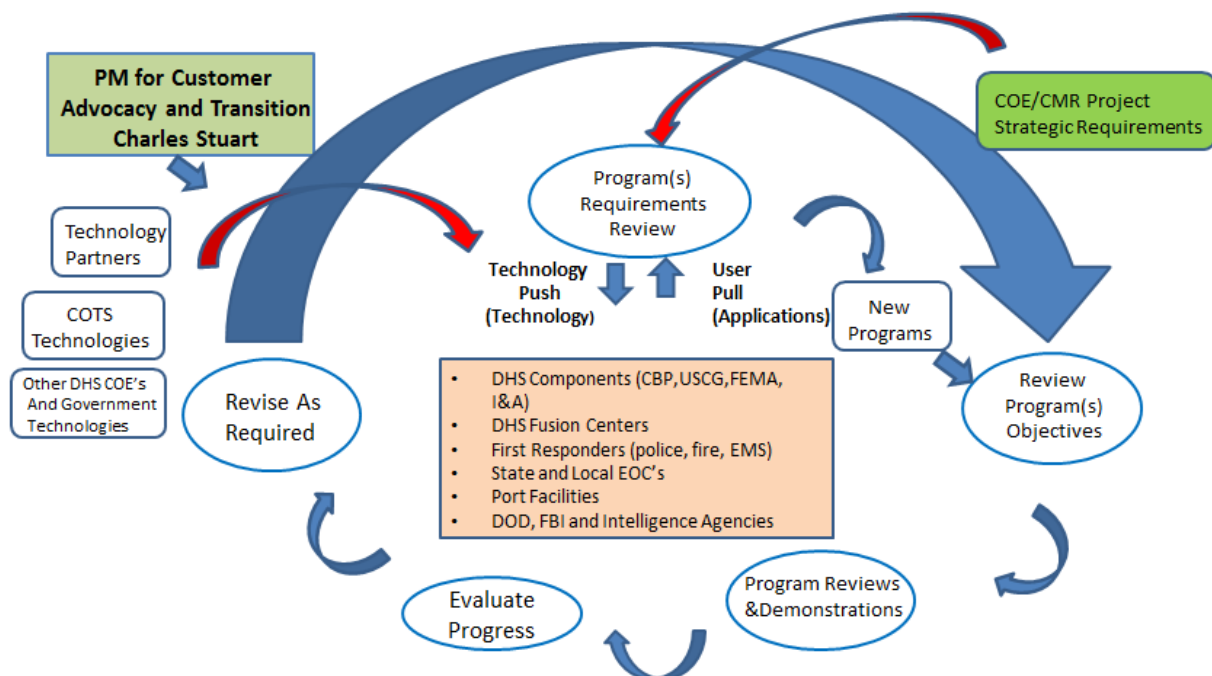 PM for Customer
Advocacy and Transition
Charles Stuart
COE/CMR Project
Strategic Requirements
Program(s)
Requirements
Review
Technology
Partners
Technology
Push
(Technology)
User
Pull
(Applications)
COTS
Technologies
New
Programs
Other DHS COE's
And Government
Technologies
Revise As
Required
• DHS Components (CBP,USCG,FEMA,
I&A)
• DHS Fusion Centers
• First Responders (police, fire, EMS)
• State and Local EOC's
• Port Facilities
• DOD, FBI and Intelligence Agencies
Review
Program(s)
Objectives
Evaluate
Progress
Program Reviews
&Demonstrations